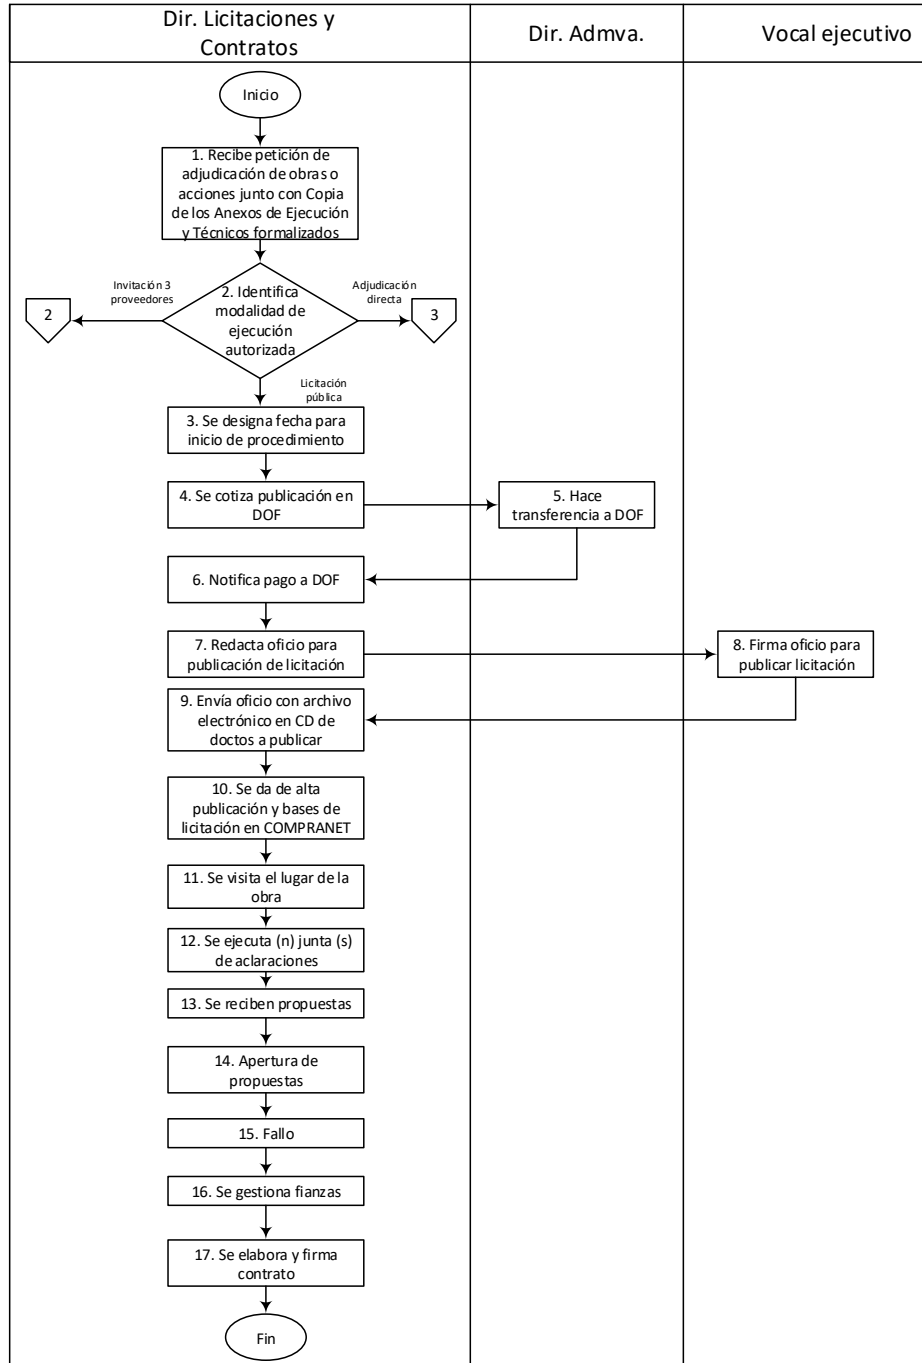 Dir. Licitaciones y
Contratos
Dir. Admva.
Vocal ejecutivo
Inicio
1. Recibe petición de
adjudicación de obras o
acciones junto con Copia
de los Anexos de Ejecución
y Técnicos formalizados
Invitación 3
proveedores
Adjudicación
directa
2
2. Identifica
modalidad de
ejecución
autorizada
3
Licitación
pública
3. Se designa fecha para
inicio de procedimiento
4. Se cotiza publicación en
DOF
5. Hace
transferencia a DOF
6. Notifica pago a DOF
7. Redacta oficio para
publicación de licitación
8. Firma oficio para
publicar licitación
9. Envía oficio con archivo
electrónico en CD de
doctos a publicar
10. Se da de alta
publicación y bases de
licitación en COMPRANET
11. Se visita el lugar de la
obra
12. Se ejecuta (n) junta (s)
de aclaraciones
13. Se reciben propuestas
14. Apertura de
propuestas
15. Fallo
16. Se gestiona fianzas
17. Se elabora y firma
contrato
Fin